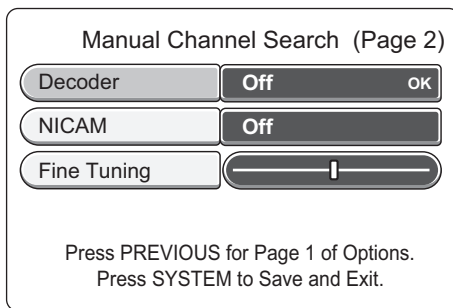 Manual Channel Search (Page 2)
Decoder Off OK
NICAM Off
Fine Tuning
Press PREVIOUS for Page 1 of Options.
Press SYSTEM to Save and Exit.